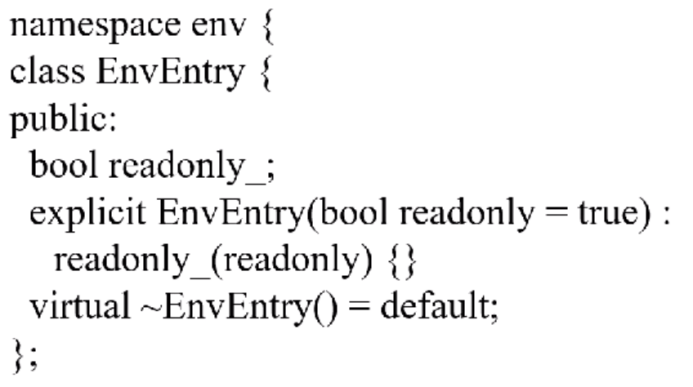 namespace env {
class EnvEntry {
public:
  bool readonly_;
  explicit EnvEntry(bool readonly = true) :
    readonly_(readonly) {}
  virtual ~EnvEntry() = default;
};